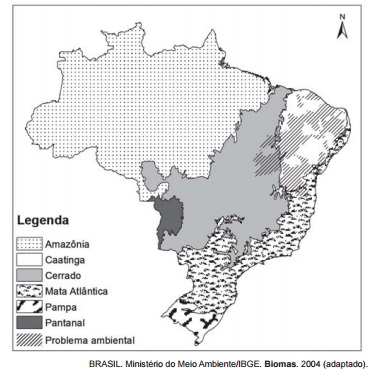 N
Legenda
Amazônia
Caatinga
Cerrado
Mata Atlântica
Pampa
Pantanal
Problema ambiental
BRASIL. Ministério do Meio Ambiente/IBGE. Biomas. 2004 (adaptado).